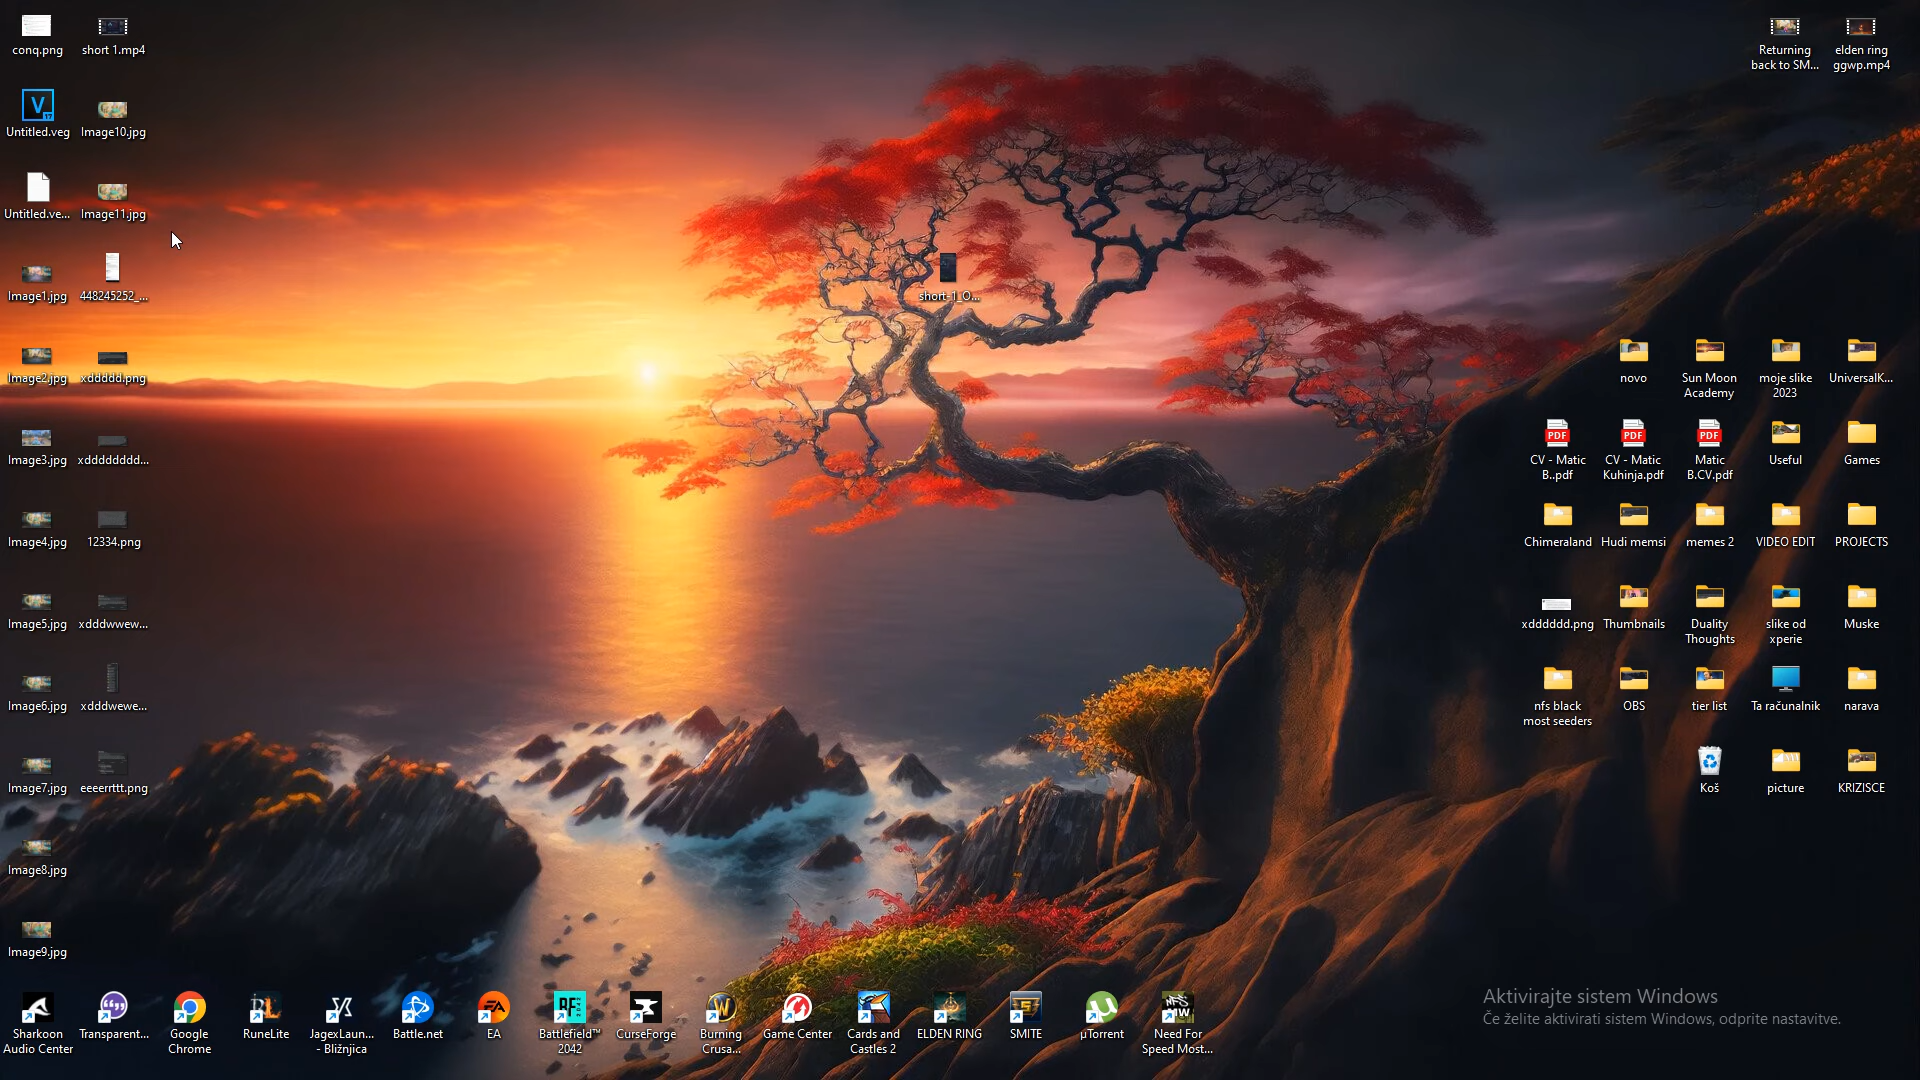 conq.png
short 1.mp4
Returning
back to SM...
elden ring
ggwp.mp4
Untitled.veg
Image10.jpg
Untitled.ve...
Image11.jpg
Image1.jpg
448245252_...
short-1_O...
Image2.jpg
xddddd.png
novo
Sun Moon
Academy
moje slike
2023
UniversalK...
Image3.jpg
xdddddddd...
CV - Matic
B..pdf
CV - Matic
Kuhinja.pdf
Matic
B.CV.pdf
Useful
Games
Image4.jpg
12334.png
Chimeraland
Hudi memsi
memes 2
VIDEO EDIT
PROJECTS
Image5.jpg
xdddwwew...
xdddddd.png
Thumbnails
Duality
Thoughts
slike od
xperie
Muske
Image6.jpg
xdddwewe...
nfs black
most seeders
OBS
tier list
Ta računalnik
narava
Image7.jpg
eeeerrttt.png
Koš
picture
KRIZISCE
Image8.jpg
Image9.jpg
Sharkoon
Audio Center
Transparent...
Google
Chrome
RuneLite
JagexLaun...
- Bližnjica
Battle.net
EA
Battlefield™
2042
CurseForge
Burning
Crusa...
Game Center
Cards and
Castles 2
ELDEN RING
SMITE
µTorrent
Need For
Speed Most...
Aktivirajte sistem Windows
Če želite aktivirati sistem Windows, odprite nastavitve.